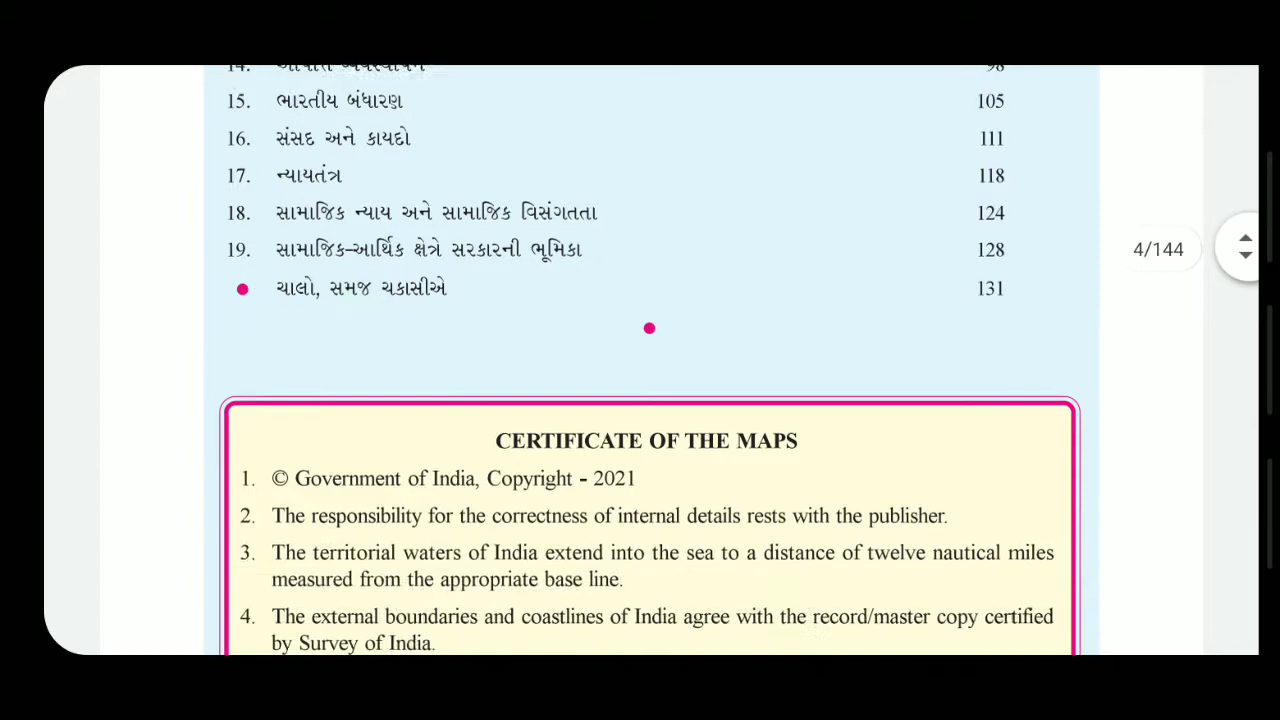 15. ભારતીય બંધારણ 105
16. સંસદ અને કાયદો 111
17. ન્યાયતંત્ર 118
18. સામાજિક ન્યાય અને સામાજિક વિસંગતતા 124
19. સામાજિક-આર્થિક ક્ષેત્રે સરકારની ભૂમિકા 128
4/144
• ચાલો, સમજ ચકાસીએ 131
CERTIFICATE OF THE MAPS
1. © Government of India, Copyright - 2021
2. The responsibility for the correctness of internal details rests with the publisher.
3. The territorial waters of India extend into the sea to a distance of twelve nautical miles
measured from the appropriate base line.
4. The external boundaries and coastlines of India agree with the record/master copy certified
by Survey of India.